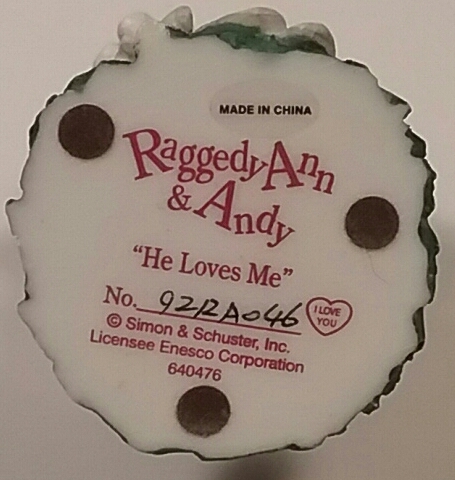 MADE IN CHINA
Raggedy Ann
& Andy
"He Loves Me"
No. 92RA046
I LOVE
YOU
© Simon & Schuster, Inc.
Licensee Enesco Corporation
640476